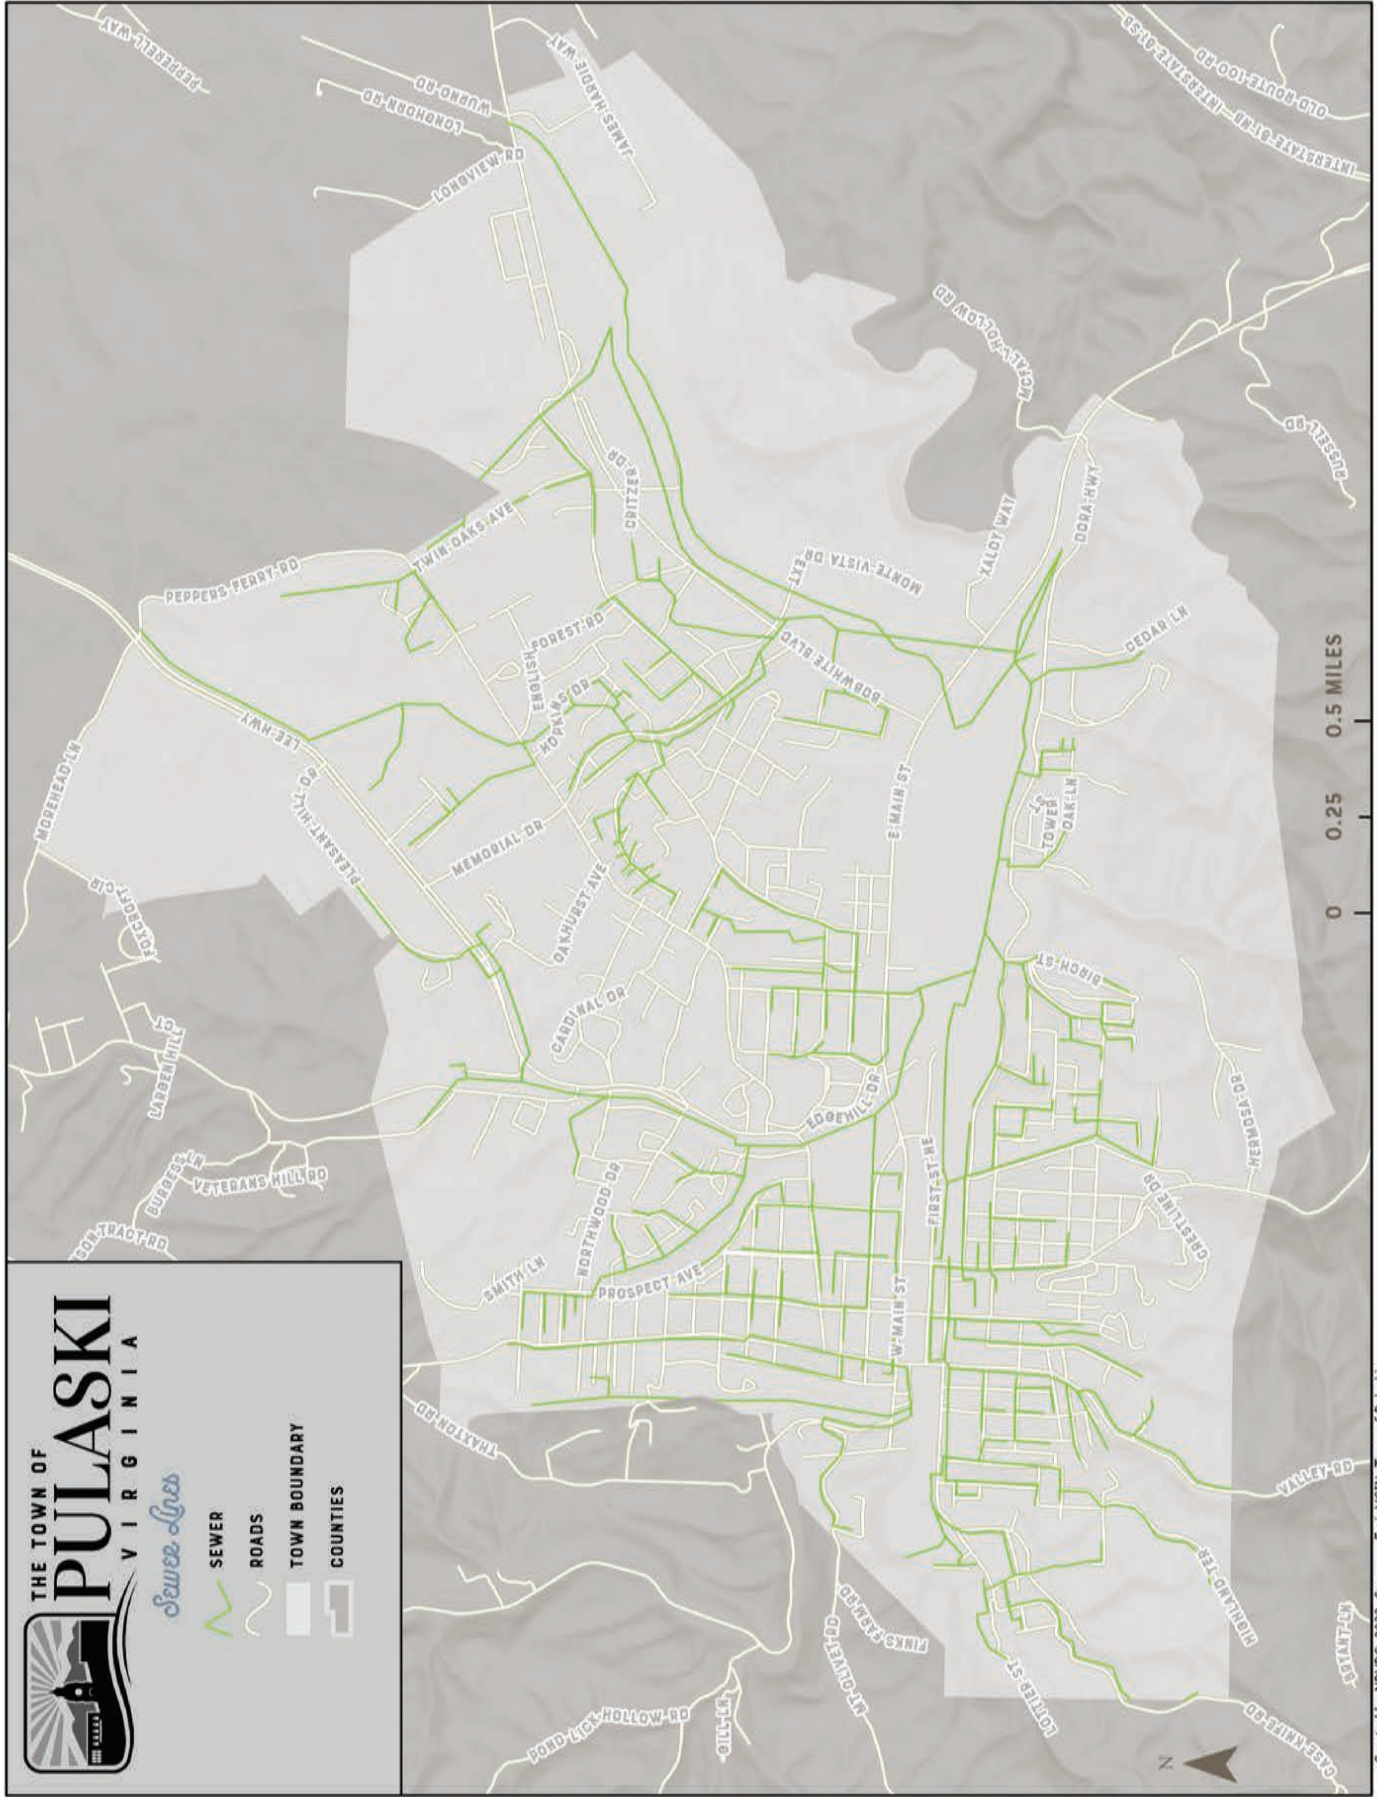 THE TOWN OF
PULASKI
VIRGINIA
Sewer Lines
SEWER
ROADS
TOWN BOUNDARY
COUNTIES
PEPPERELL WAY
WURNO RD
LONGHORN RD
LONGVIEW RD
JAMES HARDIE WAY
OLD ROUTE 100 RD
INTERSTATE 81 SB
INTERSTATE 81 NB
INTERSTATE
MCFALL HOLLOW RD
RUSSELL RD
DORA HWY
XALOY WAY
CEDAR LN
MONTE VISTA DR
EXT
BOBWHITE BLVD
CRITZER DR
TWIN OAKS AVE
PEPPERS FERRY RD
ENGLISH FOREST RD
HOPKINS DR
LEE HWY
MOREHEAD LN
PLEASANT HILL DR
MEMORIAL DR
OAKHURST AVE
CARDINAL DR
FOXCROFT CIR
LARGEN HILL CT
BURGESS LN
VETERANS HILL RD
E MAIN ST
TOWER ST
OAK LN
BIRCH ST
HERMOSA DR
EDGEHILL DR
FIRST ST NE
CRESTLINE DR
NORTHWOOD DR
SMITH LN
PROSPECT AVE
W MAIN ST
THAXTON RD
VALLEY RD
HIGHLAND TER
BRYANT LN
FINKS FARM RD
MT OLIVET RD
POND LICK HOLLOW RD
GILL LN
LOTTIER ST
CASE KNIFE RD
N
0 0.25 0.5 MILES